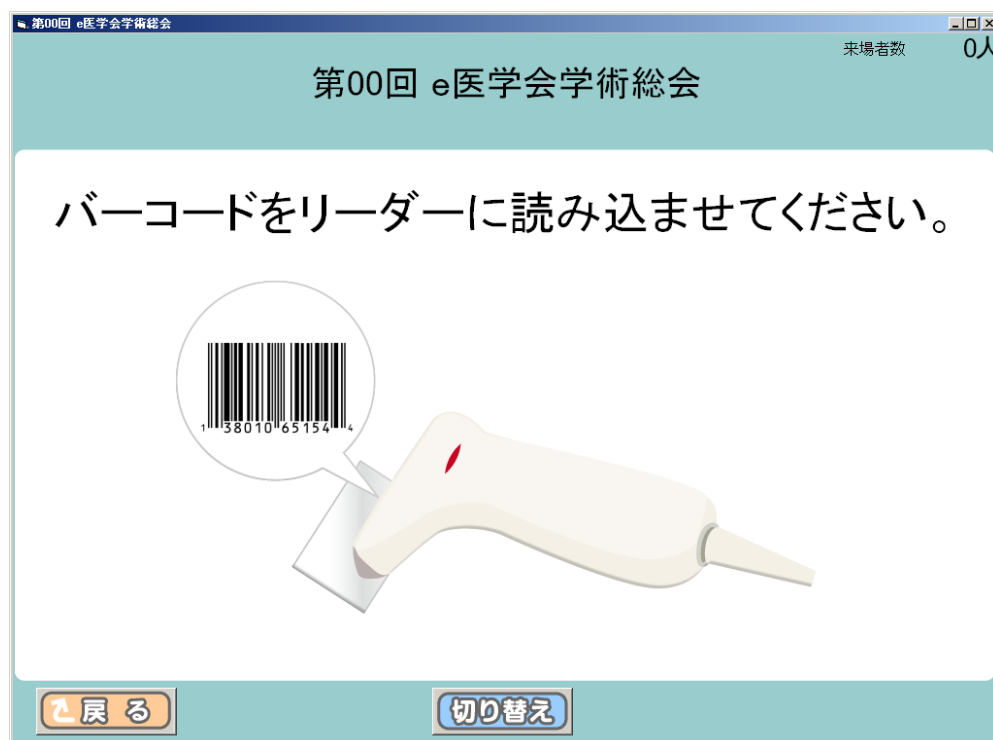 第00回 e医学会学術総会
来場者数 0人
第00回 e医学会学術総会
バーコードをリーダーに読み込ませてください。
1 38010 65154 4
戻る
切り替え